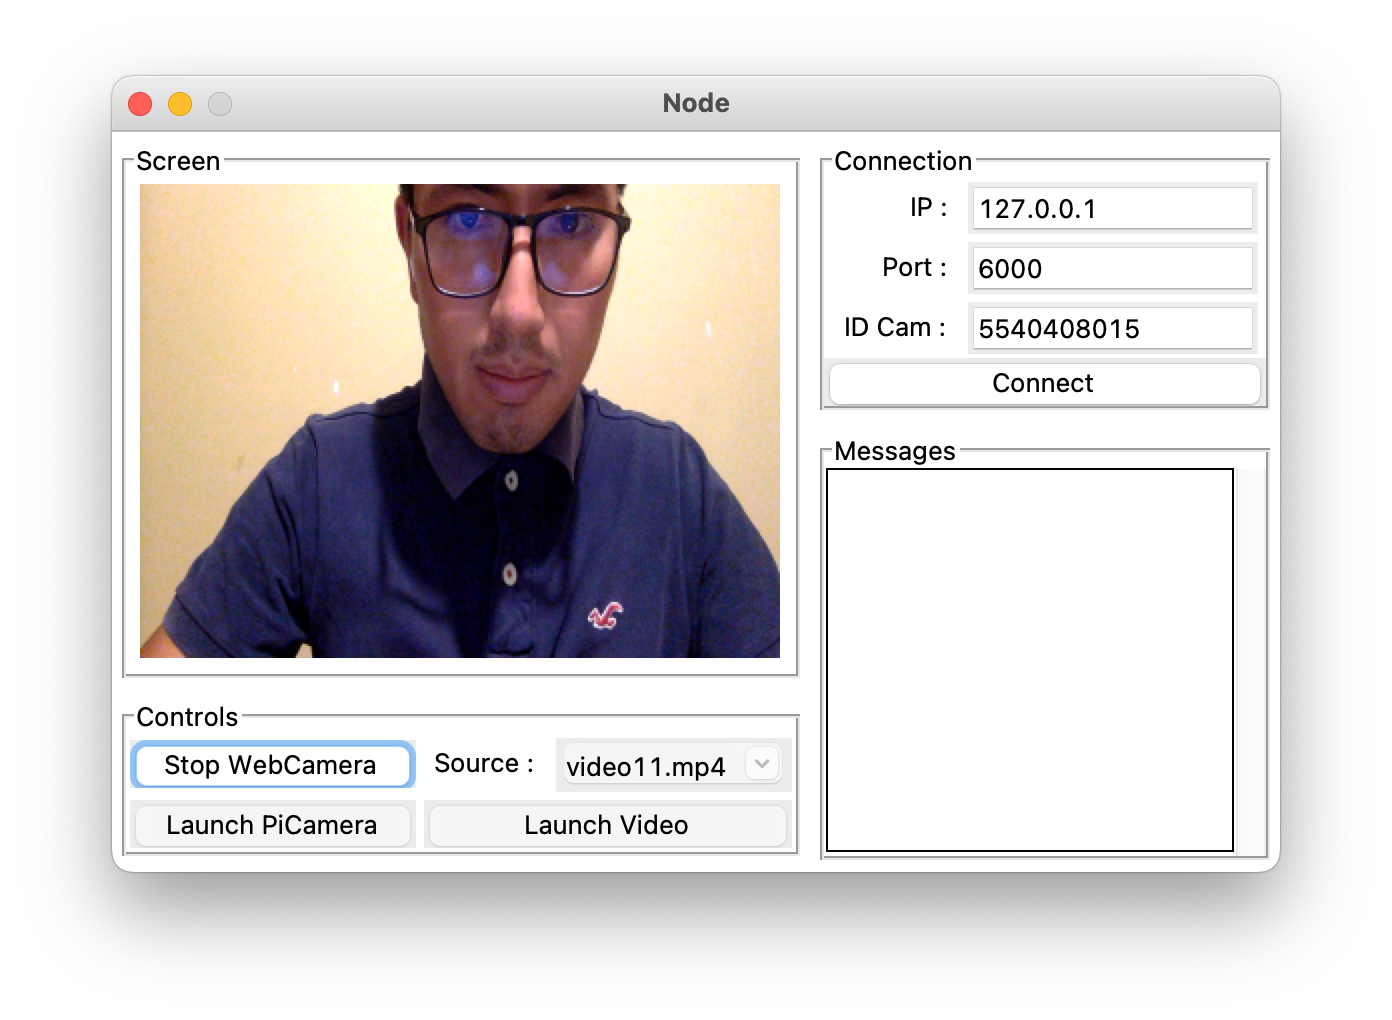 Node
Screen
Controls
Stop WebCamera
Source :
video11.mp4
Launch PiCamera
Launch Video
Connection
IP :
127.0.0.1
Port :
6000
ID Cam :
5540408015
Connect
Messages